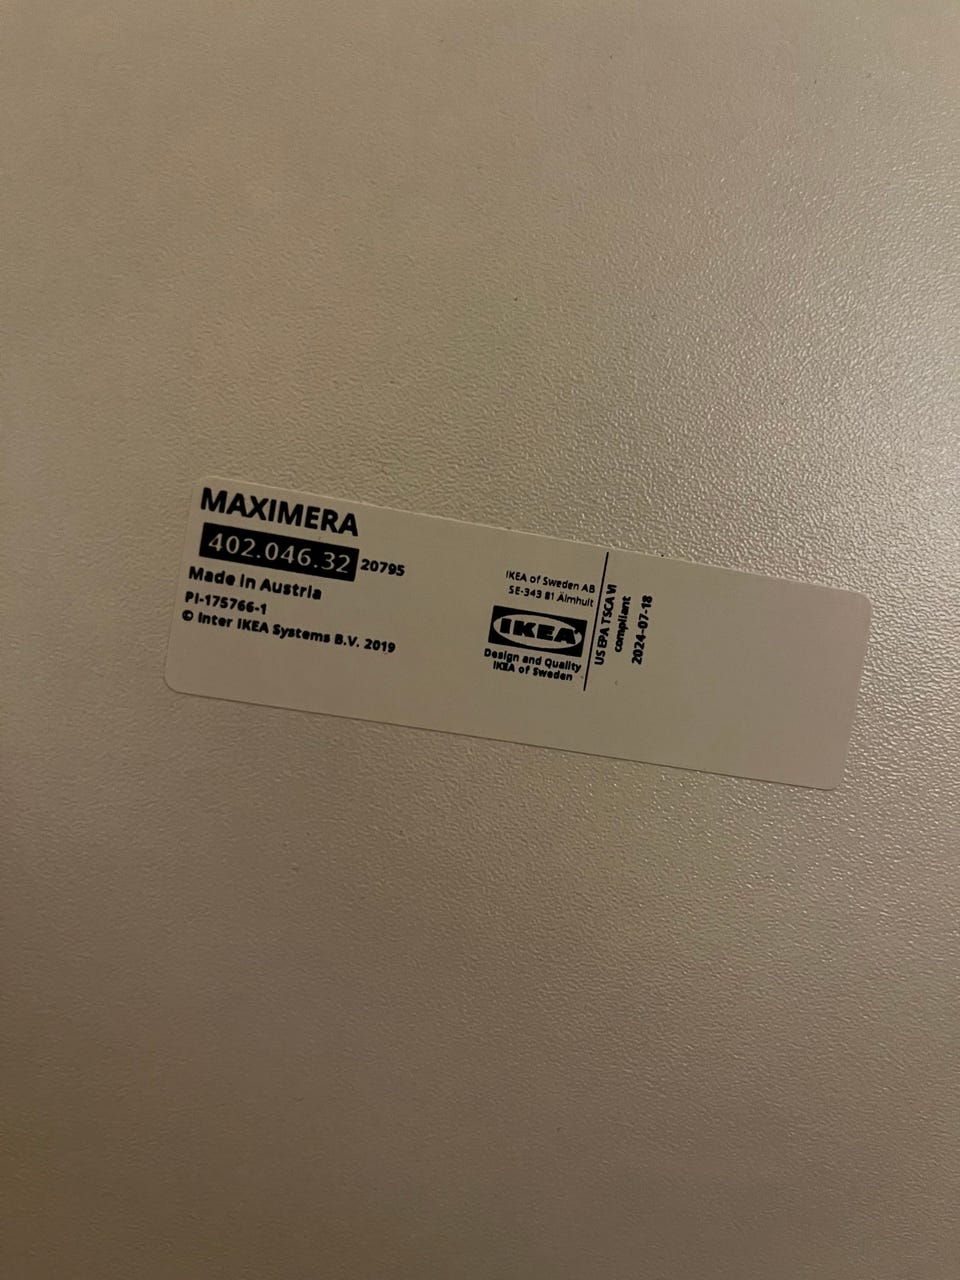 MAXIMERA
402.046.32 20795
Made in Austria
PI-175766-1
© Inter IKEA Systems B.V. 2019
IKEA of Sweden AB
SE-343 81 Älmhult
IKEA
Design and Quality
IKEA of Sweden
US EPA TSCA VI
compliant
2024-07-18